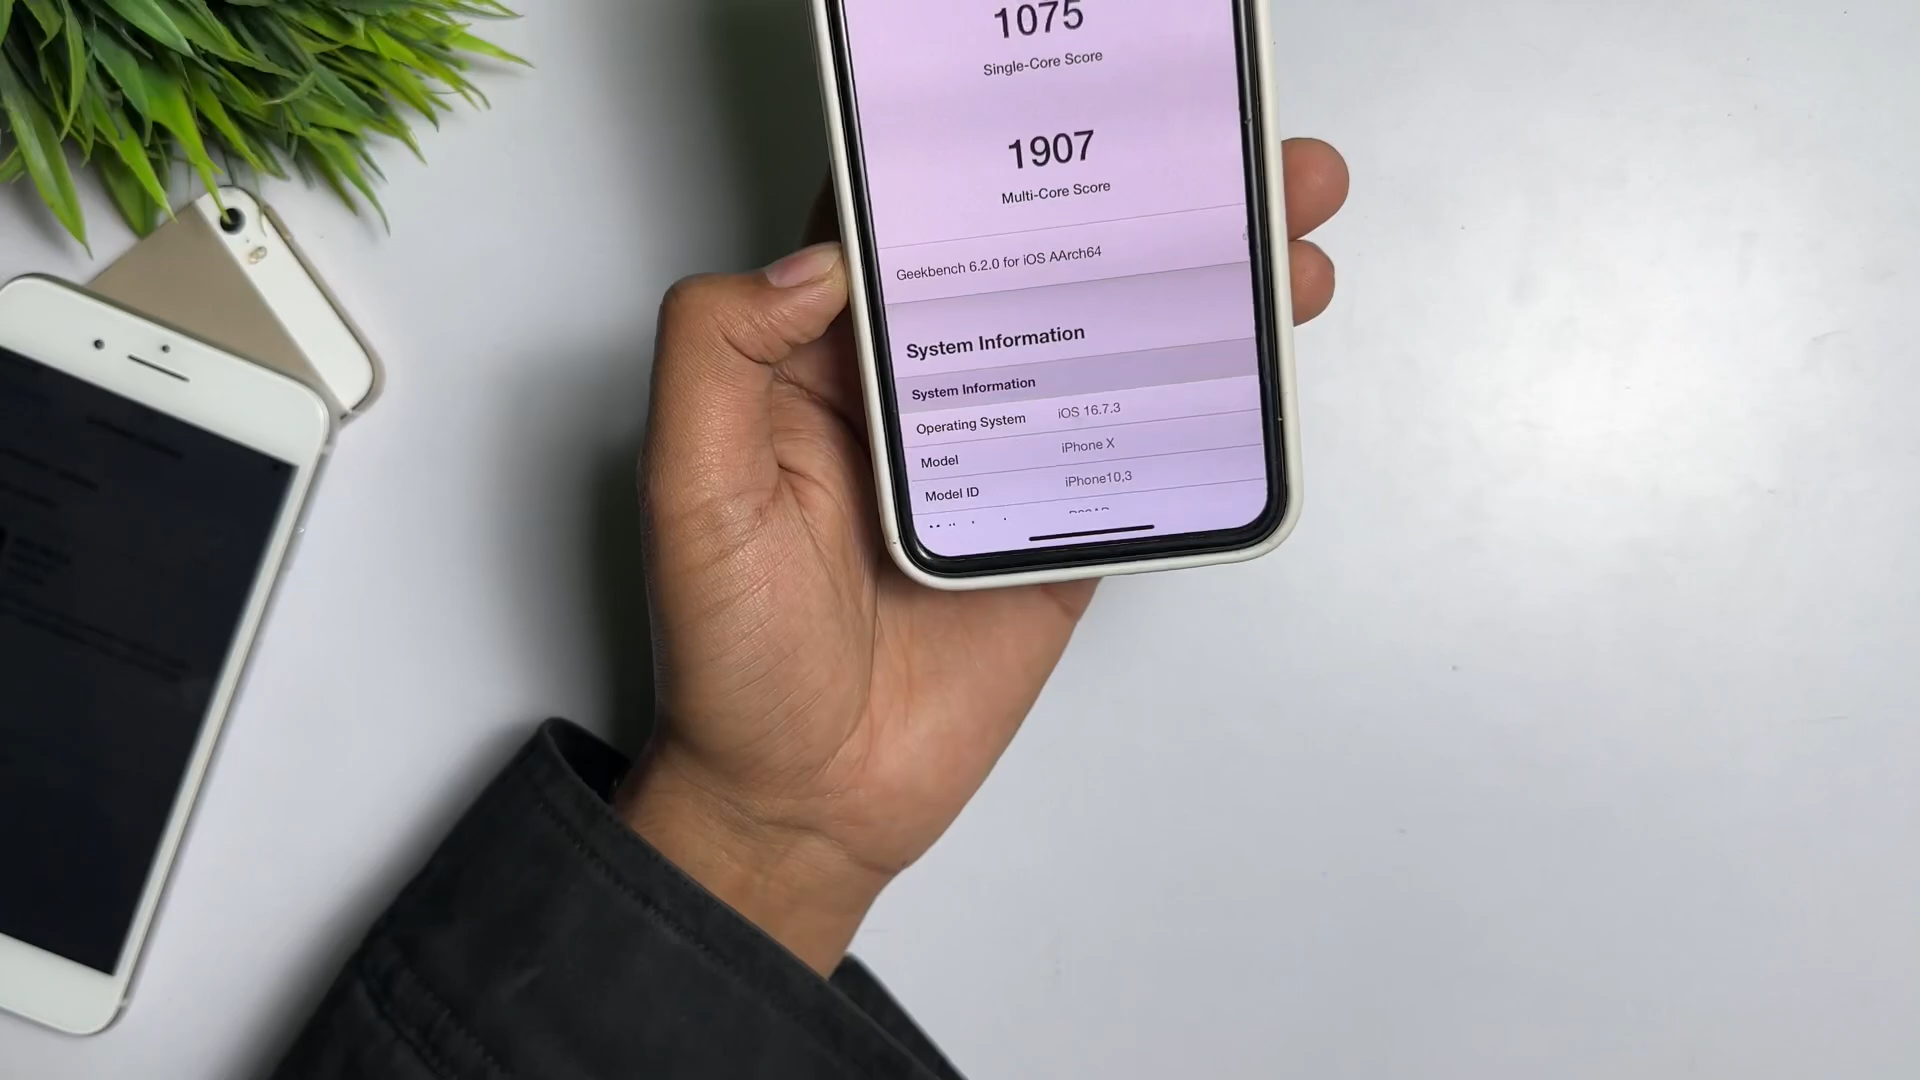 1075
Single-Core Score
1907
Multi-Core Score
Geekbench 6.2.0 for iOS AArch64
System Information
System Information
Operating System iOS 16.7.3
Model iPhone X
Model ID iPhone10,3